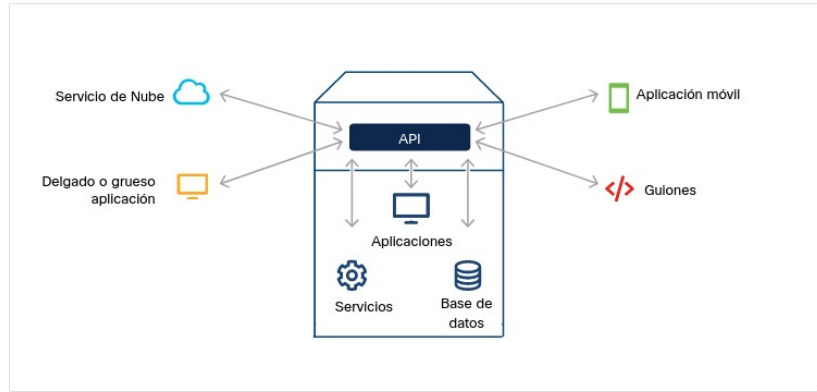 Servicio de Nube
Aplicación móvil
API
Delgado o grueso
aplicación
</>
Guiones
Aplicaciones
Servicios
Base de
datos